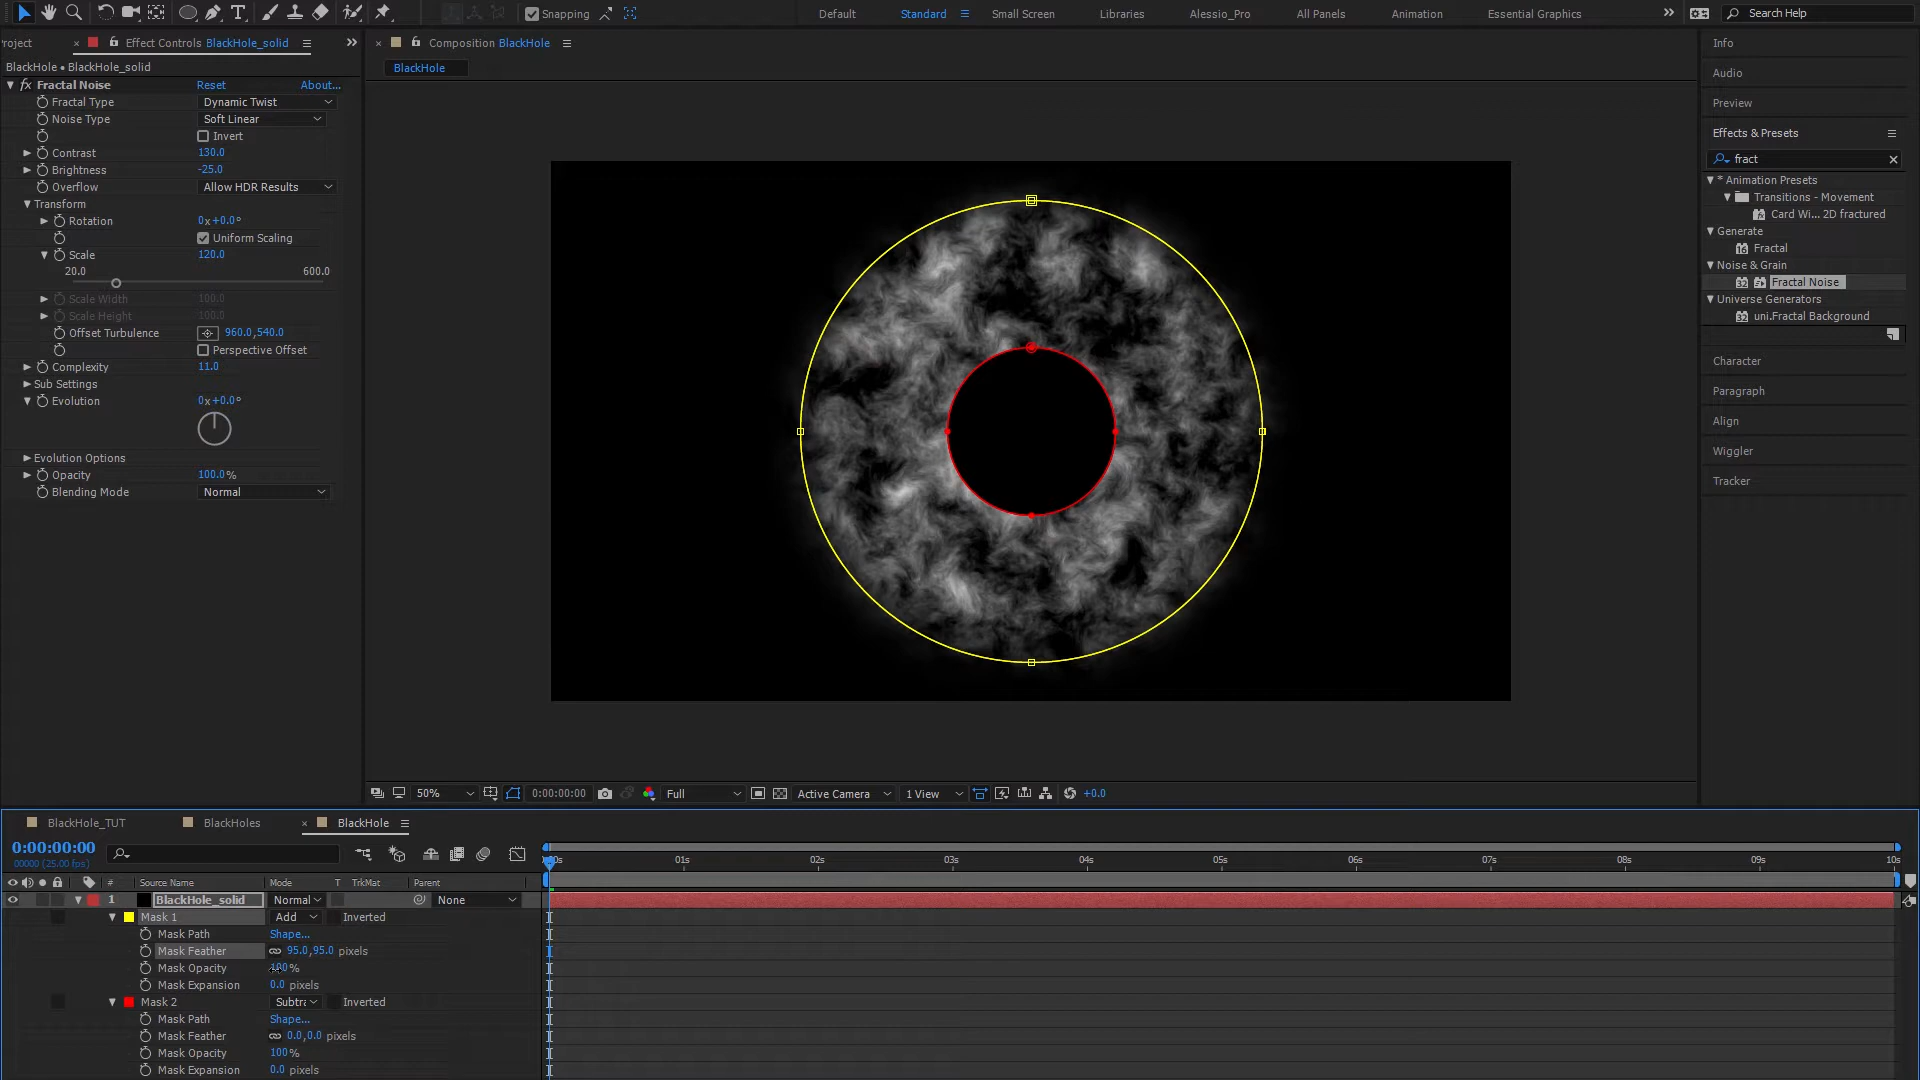 Snapping
Default
Standard
Small Screen
Libraries
Alessio_Pro
All Panels
Animation
Essential Graphics
Search Help
roject
Effect Controls BlackHole_solid
BlackHole • BlackHole_solid
fx Fractal Noise Reset About...
Fractal Type Dynamic Twist
Noise Type Soft Linear
Invert
Contrast 130.0
Brightness -25.0
Overflow Allow HDR Results
Transform
Rotation 0x+0.0°
Uniform Scaling
Scale 120.0
20.0 600.0
Scale Width 100.0
Scale Height 100.0
Offset Turbulence 960.0,540.0
Perspective Offset
Complexity 11.0
Sub Settings
Evolution 0x+0.0°
Evolution Options
Opacity 100.0%
Blending Mode Normal
Composition BlackHole
BlackHole
50%
0:00:00:00
Full
Active Camera
1 View
+0.0
Info
Audio
Preview
Effects & Presets
fract
* Animation Presets
Transitions - Movement
Card Wi... 2D fractured
Generate
16 Fractal
Noise & Grain
32 Fractal Noise
Universe Generators
32 uni.Fractal Background
Character
Paragraph
Align
Wiggler
Tracker
BlackHole_TUT
BlackHoles
BlackHole
0:00:00:00
00000 (25.00 fps)
# Source Name Mode T TrkMat Parent
01s 02s 03s 04s 05s 06s 07s 08s 09s 10s
1 BlackHole_solid Normal None
Mask 1 Add Inverted
Mask Path Shape...
Mask Feather 95.0,95.0 pixels
Mask Opacity 100%
Mask Expansion 0.0 pixels
Mask 2 Subtra Inverted
Mask Path Shape...
Mask Feather 0.0,0.0 pixels
Mask Opacity 100%
Mask Expansion 0.0 pixels